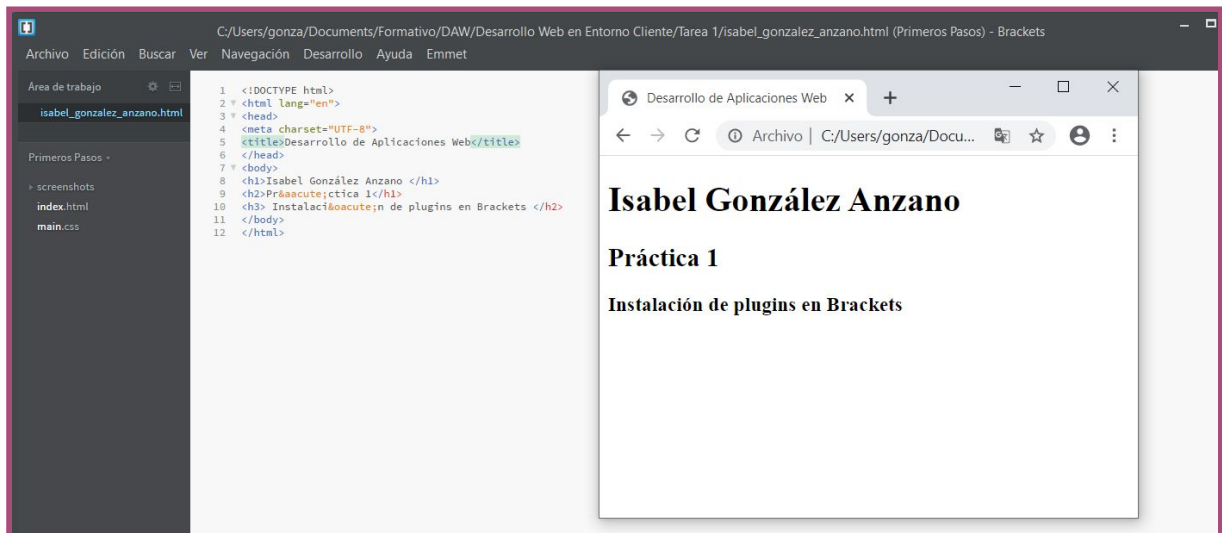 C:/Users/gonza/Documents/Formativo/DAW/Desarrollo Web en Entorno Cliente/Tarea 1/isabel_gonzalez_anzano.html (Primeros Pasos) - Brackets
Archivo Edición Buscar Ver Navegación Desarrollo Ayuda Emmet
Área de trabajo
isabel_gonzalez_anzano.html
Primeros Pasos
screenshots
index.html
main.css
1 <!DOCTYPE html>
2 <html lang="en">
3 <head>
4 <meta charset="UTF-8">
5 <title>Desarrollo de Aplicaciones Web</title>
6 </head>
7 <body>
8 <h1>Isabel González Anzano </h1>
9 <h2>Pr&aacute;ctica 1</h1>
10 <h3> Instalaci&oacute;n de plugins en Brackets </h2>
11 </body>
12 </html>
Desarrollo de Aplicaciones Web
Archivo | C:/Users/gonza/Docu...
Isabel González Anzano
Práctica 1
Instalación de plugins en Brackets